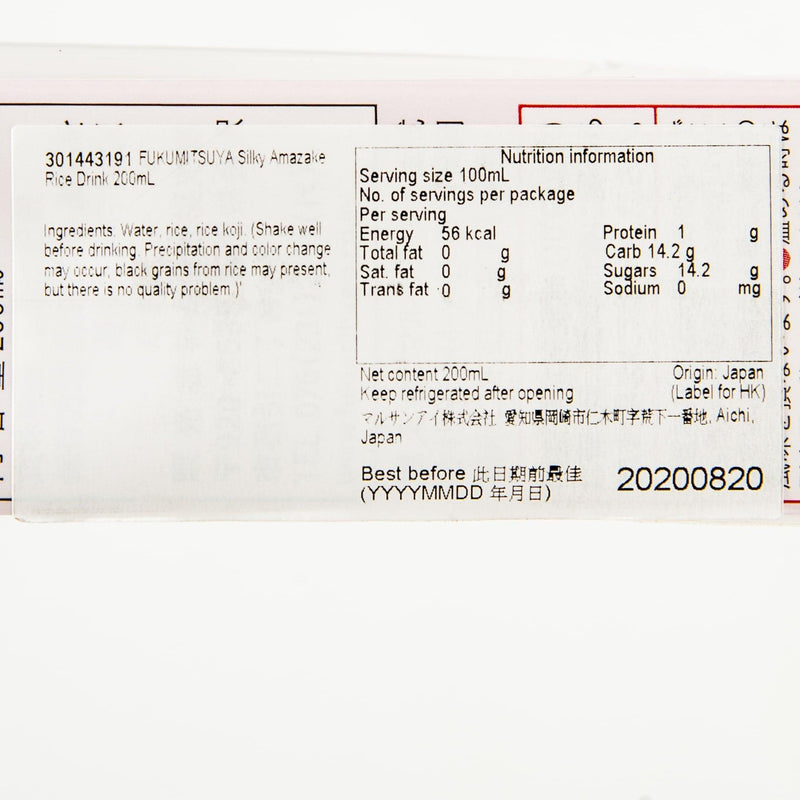 301443191 FUKUMITSUYA Silky Amazake
Rice Drink 200mL
Ingredients: Water, rice, rice koji. (Shake well
before drinking. Precipitation and color change
may occur, black grains from rice may present,
but there is no quality problem.)
Nutrition information
Serving size 100mL
No. of servings per package
Per serving
Energy 56 kcal Protein 1 g
Total fat 0 g Carb 14.2 g
Sat. fat 0 g Sugars 14.2 g
Trans fat 0 g Sodium 0 mg
Net content 200mL Origin: Japan
Keep refrigerated after opening (Label for HK)
マルサンアイ株式会社, 愛知県岡崎市仁木町字荒下一番地, Aichi,
Japan
Best before 此日期前最佳 20200820
(YYYYMMDD 年月日)